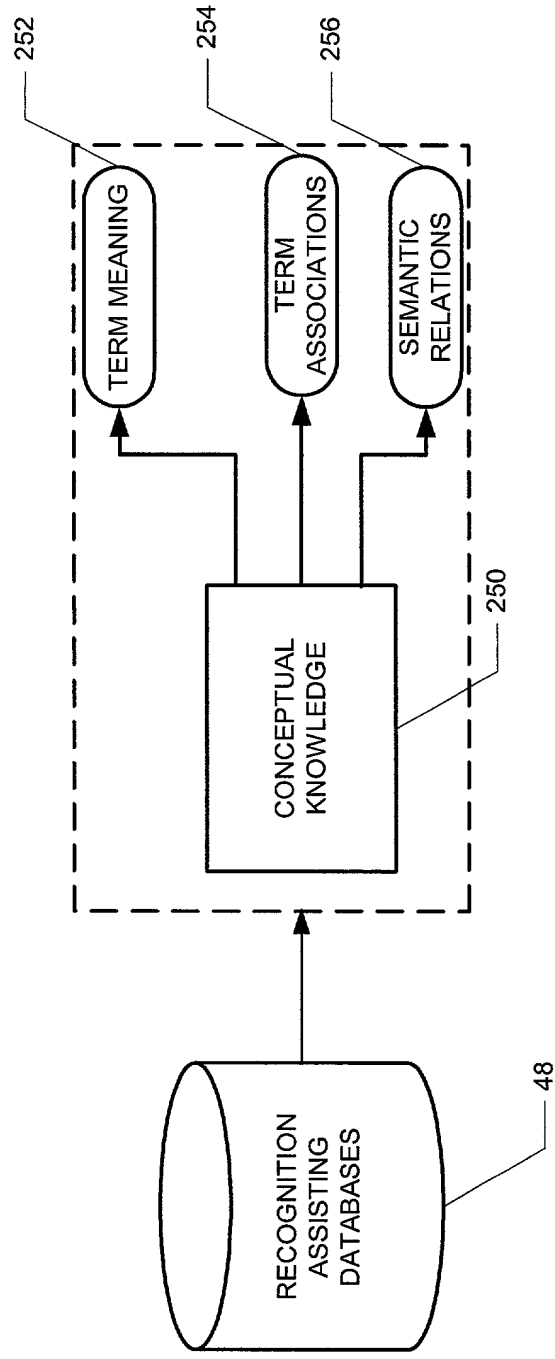 RECOGNITION
ASSISTING
DATABASES
48
CONCEPTUAL
KNOWLEDGE
250
TERM MEANING
252
TERM
ASSOCIATIONS
254
SEMANTIC
RELATIONS
256